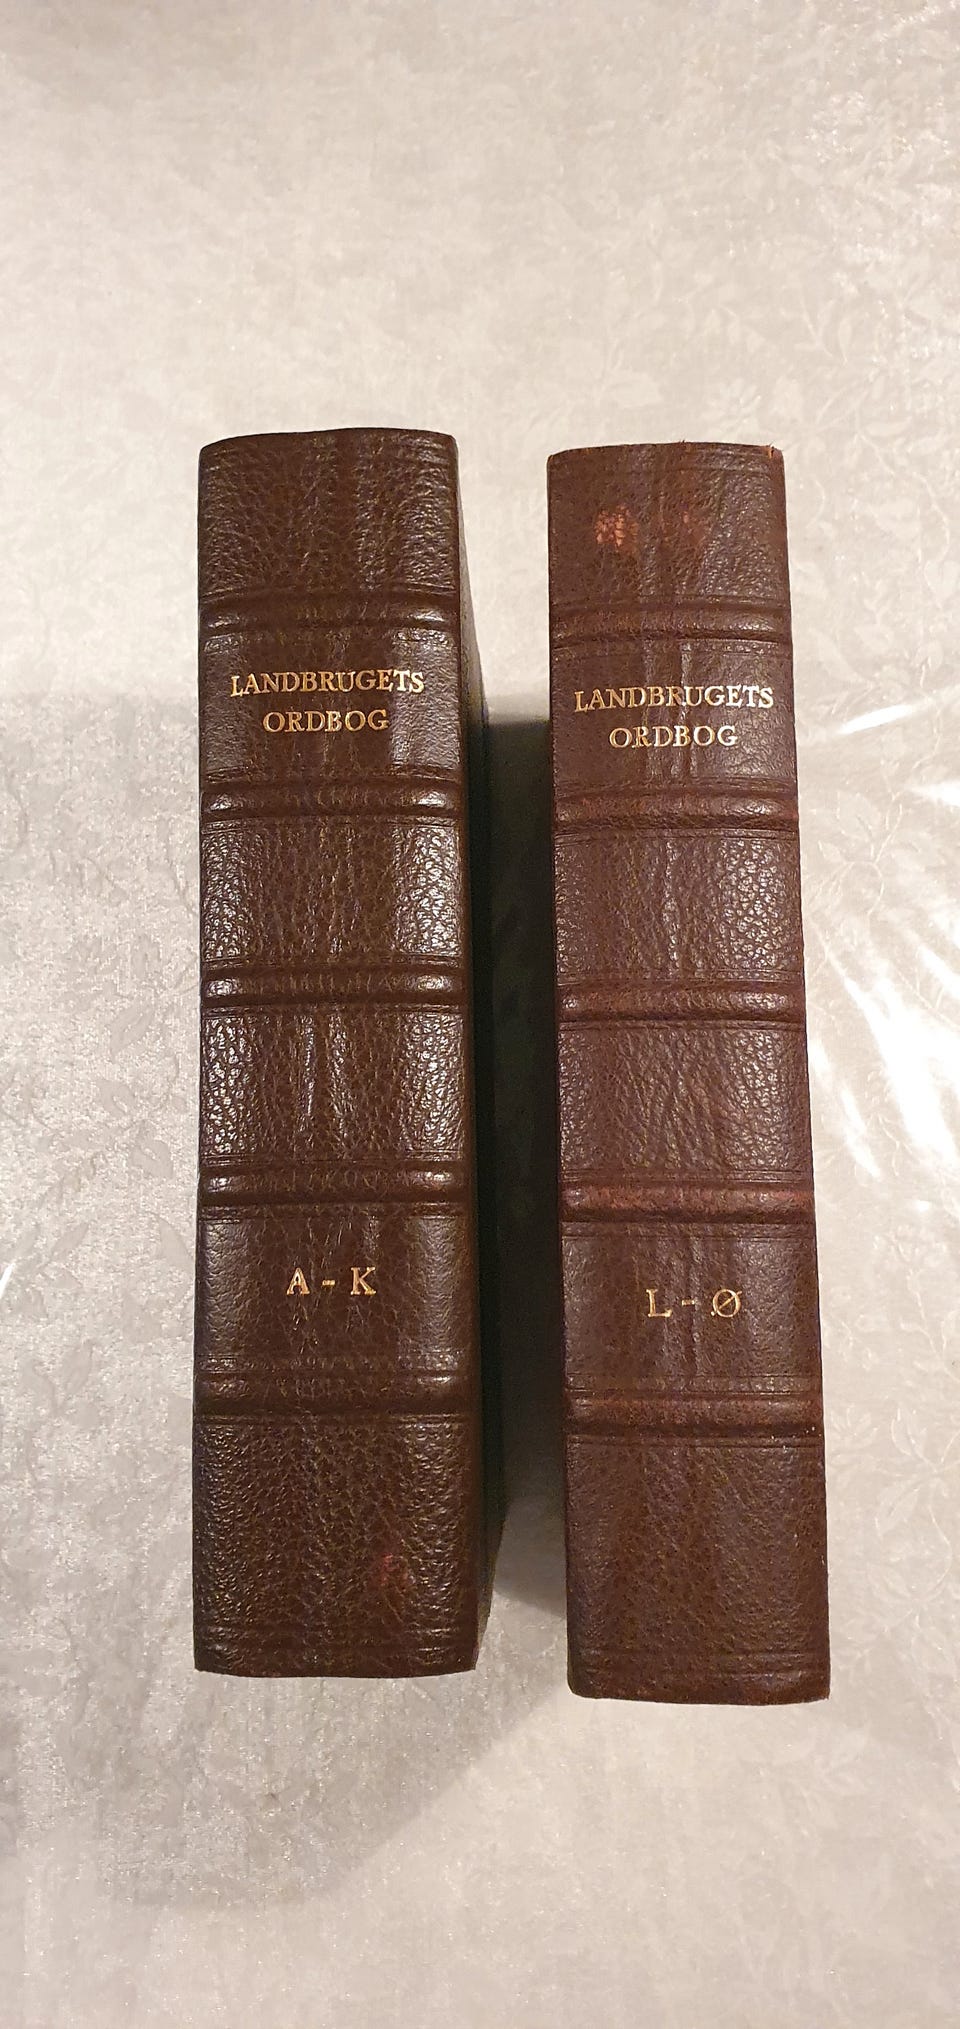 LANDBRUGETS
ORDBOG
A - K
LANDBRUGETS
ORDBOG
L - Ø